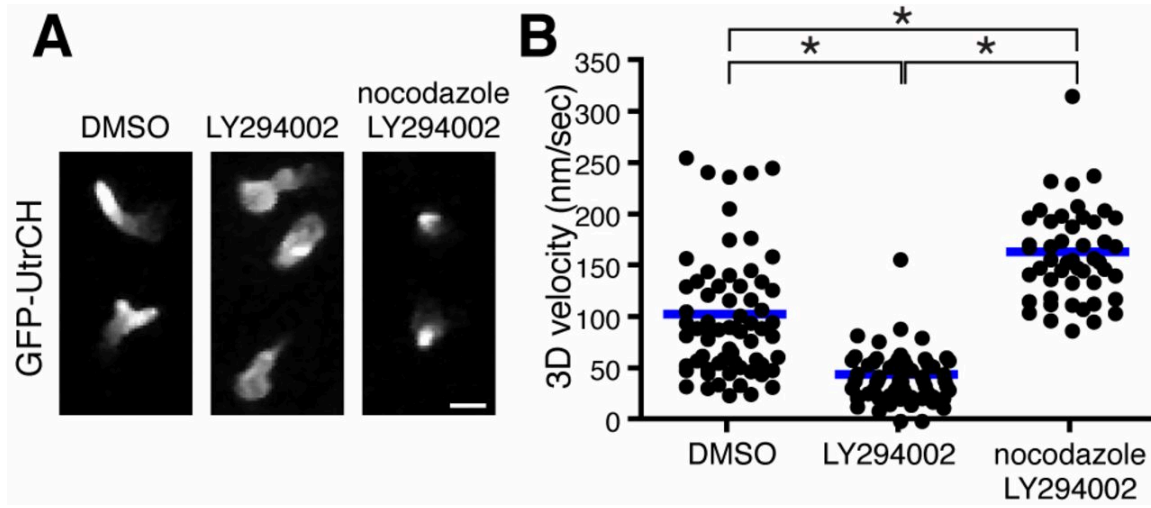 A
nocodazole
DMSO LY294002 LY294002
GFP-UtrCH
B
* 
* *
3D velocity (nm/sec)
350
300
250
200
150
100
50
0
DMSO LY294002 nocodazole
LY294002